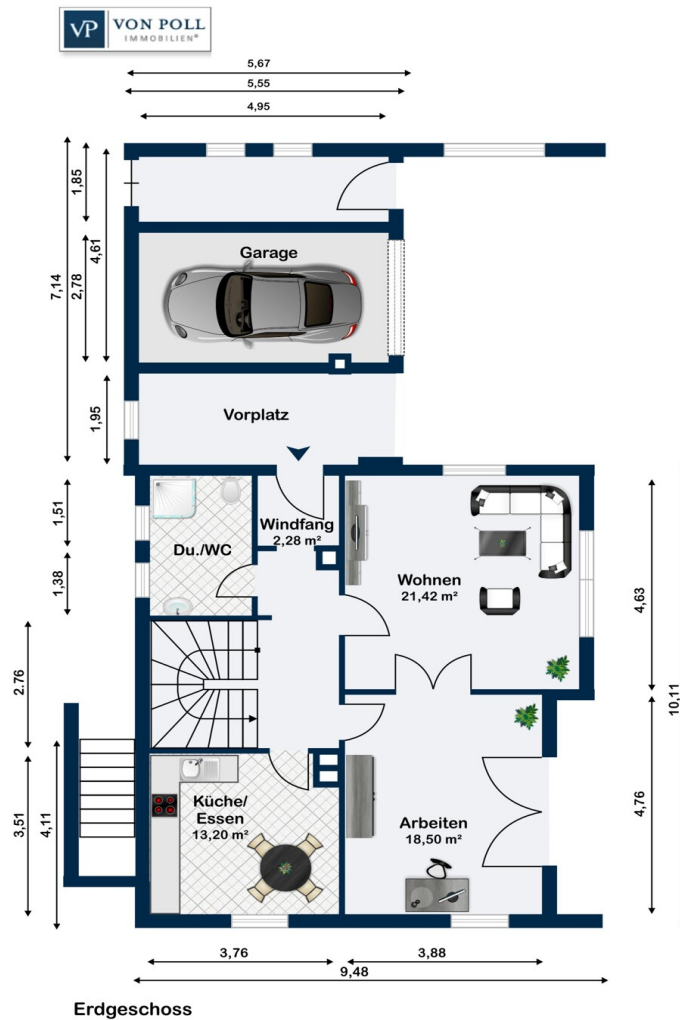 VP VON POLL
IMMOBILIEN®
5,67
5,55
4,95
1,85
4,61
7,14
2,78
1,95
Garage
Vorplatz
1,51
1,38
Windfang
2,28 m²
Du./WC
Wohnen
21,42 m²
4,63
10,11
2.76
3,51
4,11
Küche/
Essen
13,20 m²
Arbeiten
18,50 m²
4,76
3,76
3,88
9,48
Erdgeschoss